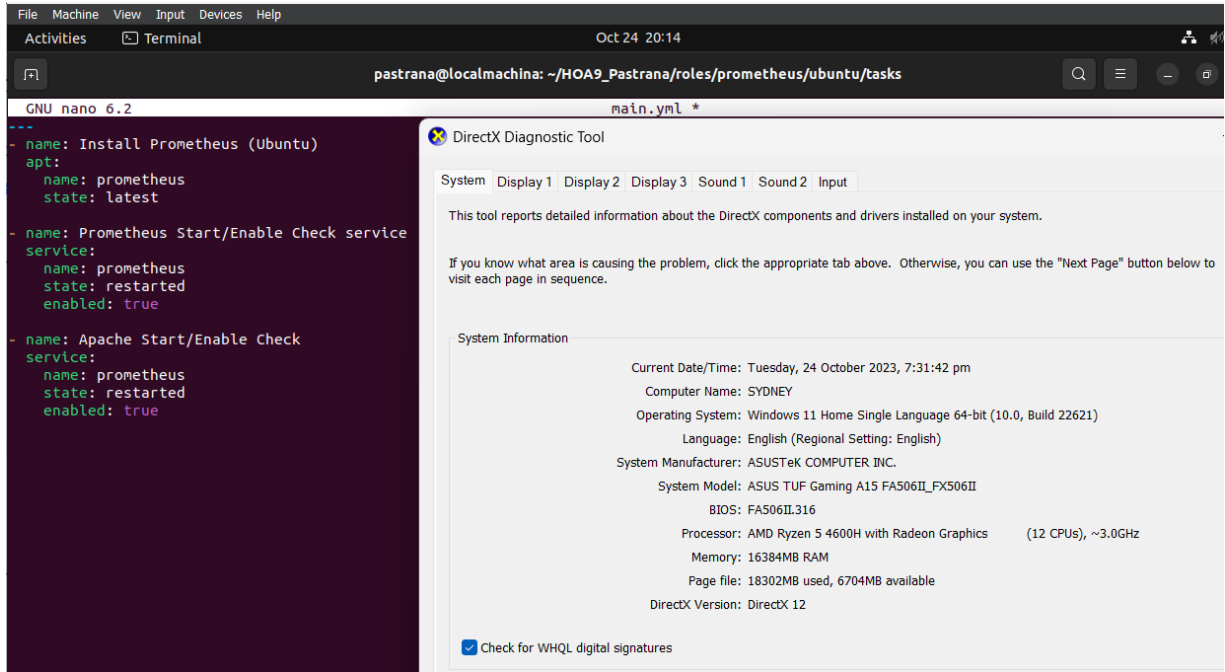 File Machine View Input Devices Help
Activities Terminal Oct 24 20:14
pastrana@localmachina: ~/HOA9_Pastrana/roles/prometheus/ubuntu/tasks
GNU nano 6.2 main.yml *
---
- name: Install Prometheus (Ubuntu)
apt:
name: prometheus
state: latest
- name: Prometheus Start/Enable Check service
service:
name: prometheus
state: restarted
enabled: true
- name: Apache Start/Enable Check
service:
name: prometheus
state: restarted
enabled: true
DirectX Diagnostic Tool
System Display 1 Display 2 Display 3 Sound 1 Sound 2 Input
This tool reports detailed information about the DirectX components and drivers installed on your system.
If you know what area is causing the problem, click the appropriate tab above. Otherwise, you can use the "Next Page" button below to
visit each page in sequence.
System Information
Current Date/Time: Tuesday, 24 October 2023, 7:31:42 pm
Computer Name: SYDNEY
Operating System: Windows 11 Home Single Language 64-bit (10.0, Build 22621)
Language: English (Regional Setting: English)
System Manufacturer: ASUSTeK COMPUTER INC.
System Model: ASUS TUF Gaming A15 FA506II_FX506II
BIOS: FA506II.316
Processor: AMD Ryzen 5 4600H with Radeon Graphics (12 CPUs), ~3.0GHz
Memory: 16384MB RAM
Page file: 18302MB used, 6704MB available
DirectX Version: DirectX 12
Check for WHQL digital signatures